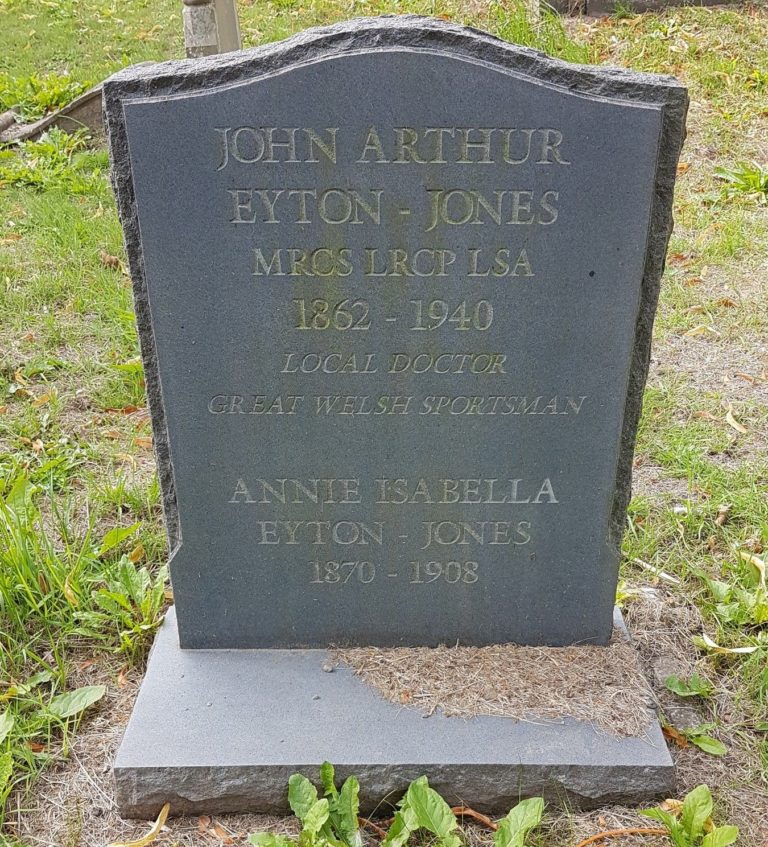 JOHN ARTHUR
EYTON - JONES
MRCS LRCP LSA
1862 - 1940
LOCAL DOCTOR
GREAT WELSH SPORTSMAN
ANNIE ISABELLA
EYTON - JONES
1870 - 1908